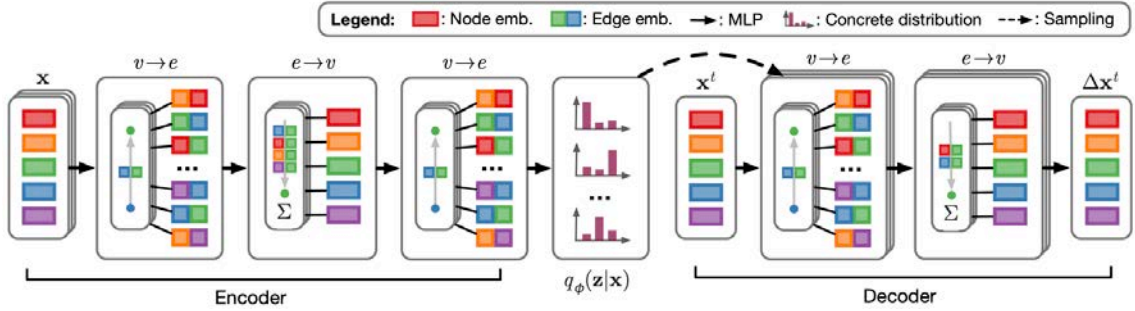 Legend: : Node emb. : Edge emb. : MLP : Concrete distribution : Sampling
x
v→e
e→v
v→e
x^t
v→e
e→v
Δx^t
...
...
...
...
Σ
Σ
q_ϕ(z|x)
Encoder
Decoder